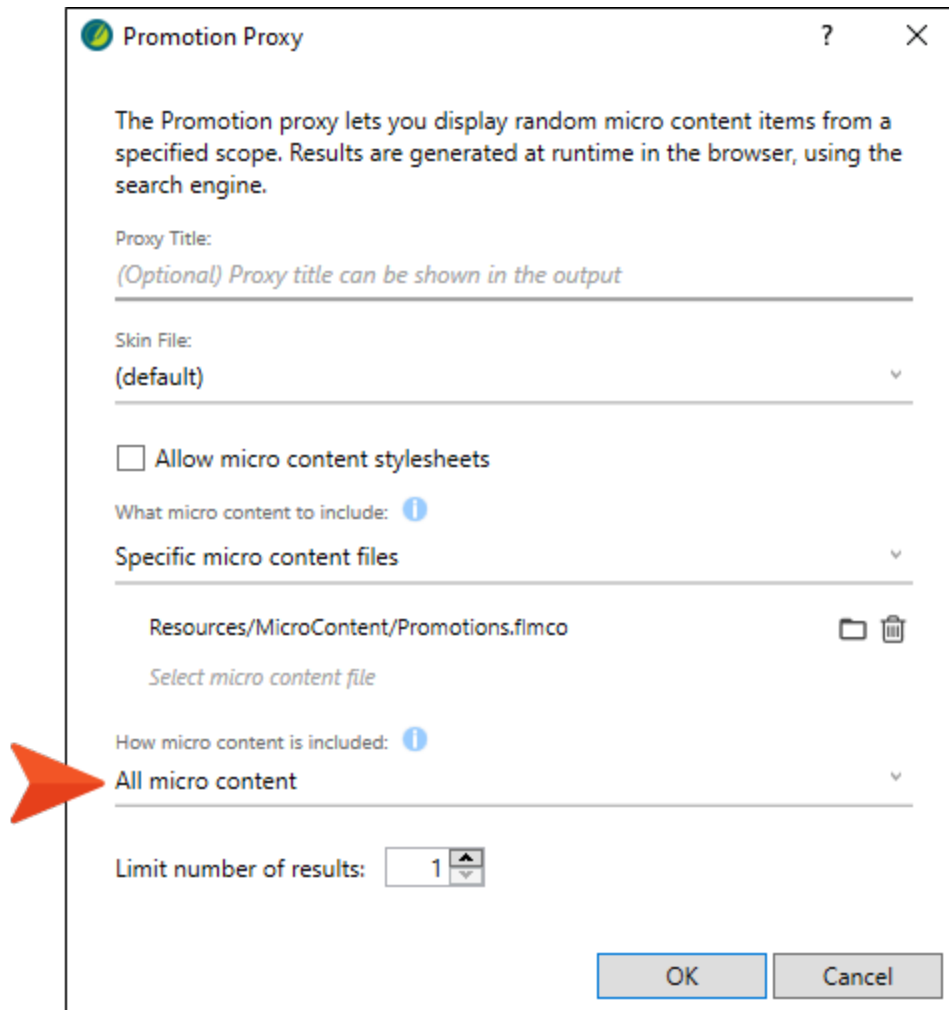 Promotion Proxy ?
The Promotion proxy lets you display random micro content items from a
specified scope. Results are generated at runtime in the browser, using the
search engine.
Proxy Title:
(Optional) Proxy title can be shown in the output
Skin File:
(default)
Allow micro content stylesheets
What micro content to include: i
Specific micro content files
Resources/MicroContent/Promotions.flmco
Select micro content file
How micro content is included: i
All micro content
Limit number of results: 1
OK Cancel